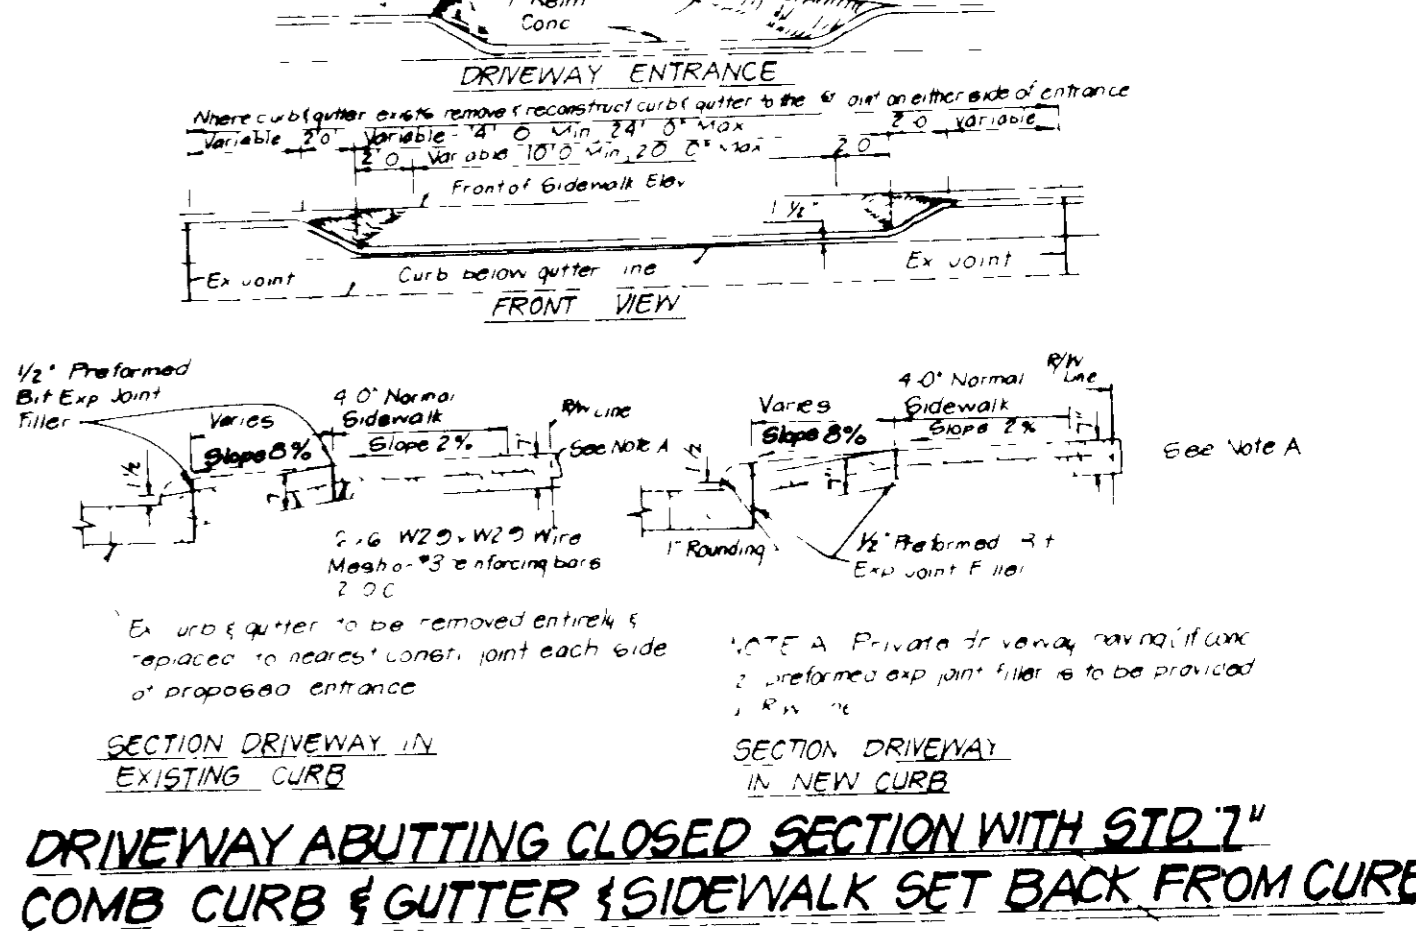 Conc
DRIVEWAY ENTRANCE
Where curb & gutter exists remove & reconstruct curb & gutter to the on either side of entrance
Variable 2'0" Variable 4' 0 Min 24' 0" Max 2 0 variable
2'0 Variable 10'0 Min, 20 0" Max 2 0
Front of Sidewalk Elev
1 1/2"
Ex Joint Curb below gutter line Ex Joint
FRONT VIEW
1/2" Preformed
Bit Exp Joint
Filler
Varies
Slope 8%
4 0" Normal
Sidewalk
Slope 2%
R/W Line
See Note A
1 1/2
7"
Mesh or #3 reinforcing bars
W2 9 x W2 9 Wire
Varies
Slope 8%
4-0" Normal
Sidewalk
Slope 2%
R/W
Line
See Note A
1" Rounding
1/2" Preformed Bit
Exp Joint Filler
Ex curb & gutter to be removed entirely &
replaced to nearest const. joint each side
of proposed entrance
NOTE A Private driveway having if conc
preformed exp joint filler is to be provided
R/W
SECTION DRIVEWAY IN
EXISTING CURB
SECTION DRIVEWAY
IN NEW CURB
DRIVEWAY ABUTTING CLOSED SECTION WITH STD. 7"
COMB CURB & GUTTER & SIDEWALK SET BACK FROM CURB